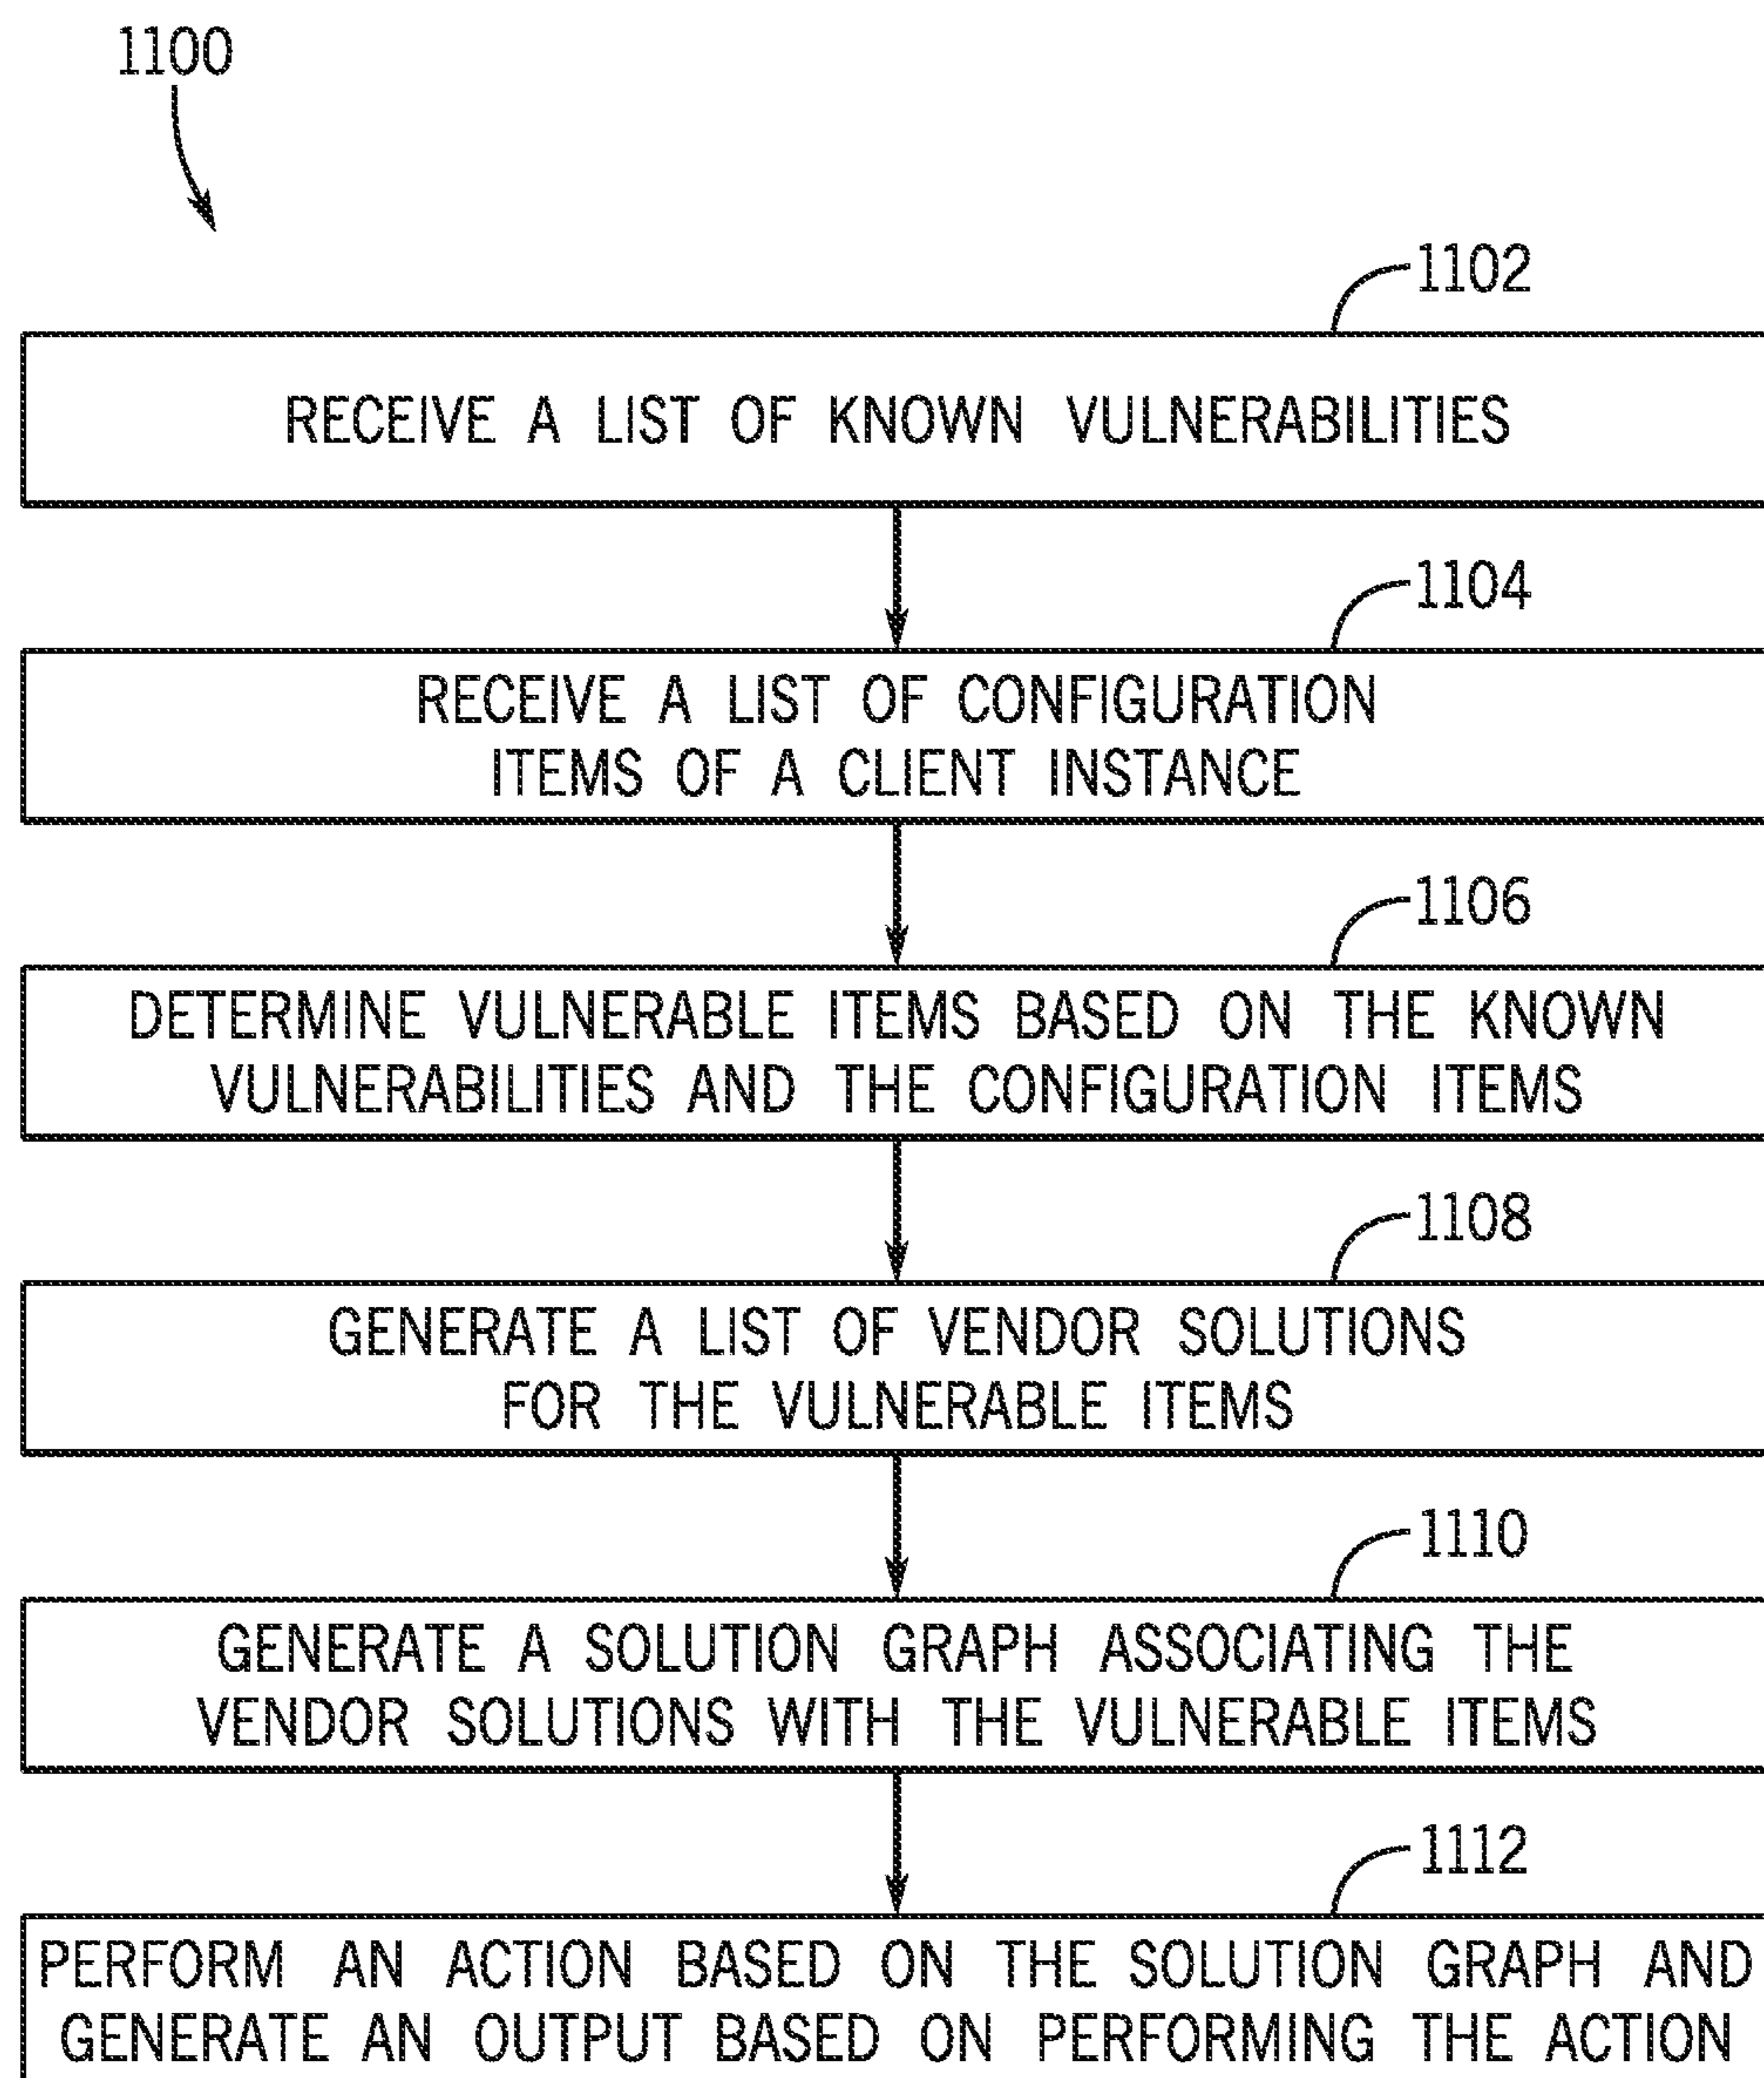 1100
1102
RECEIVE A LIST OF KNOWN VULNERABILITIES
1104
RECEIVE A LIST OF CONFIGURATION
ITEMS OF A CLIENT INSTANCE
1106
DETERMINE VULNERABLE ITEMS BASED ON THE KNOWN
VULNERABILITIES AND THE CONFIGURATION ITEMS
1108
GENERATE A LIST OF VENDOR SOLUTIONS
FOR THE VULNERABLE ITEMS
1110
GENERATE A SOLUTION GRAPH ASSOCIATING THE
VENDOR SOLUTIONS WITH THE VULNERABLE ITEMS
1112
PERFORM AN ACTION BASED ON THE SOLUTION GRAPH AND
GENERATE AN OUTPUT BASED ON PERFORMING THE ACTION